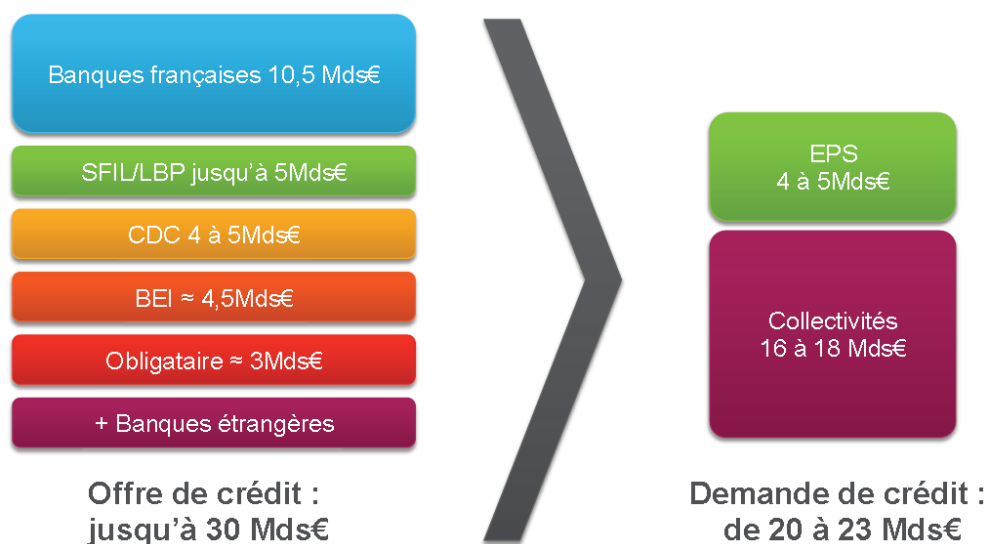 Banques françaises 10,5 Mds€
SFIL/LBP jusqu'à 5Mds€
CDC 4 à 5Mds€
BEI ≈ 4,5Mds€
Obligataire ≈ 3Mds€
+ Banques étrangères
Offre de crédit :
jusqu'à 30 Mds€
EPS
4 à 5Mds€
Collectivités
16 à 18 Mds€
Demande de crédit :
de 20 à 23 Mds€